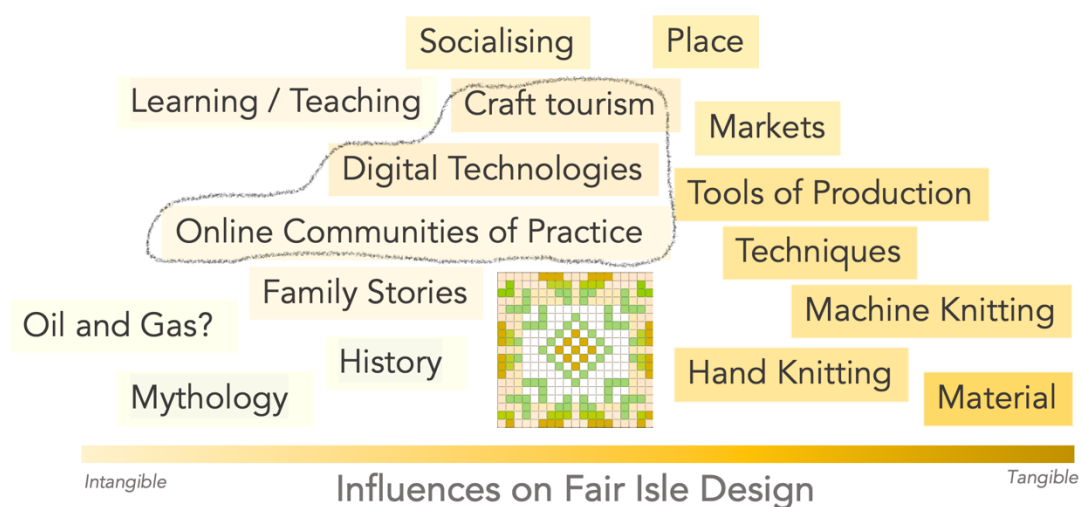 Socialising
Place
Learning / Teaching
Craft tourism
Markets
Digital Technologies
Tools of Production
Online Communities of Practice
Techniques
Family Stories
Machine Knitting
Oil and Gas?
History
Hand Knitting
Mythology
Material
Intangible
Tangible
Influences on Fair Isle Design